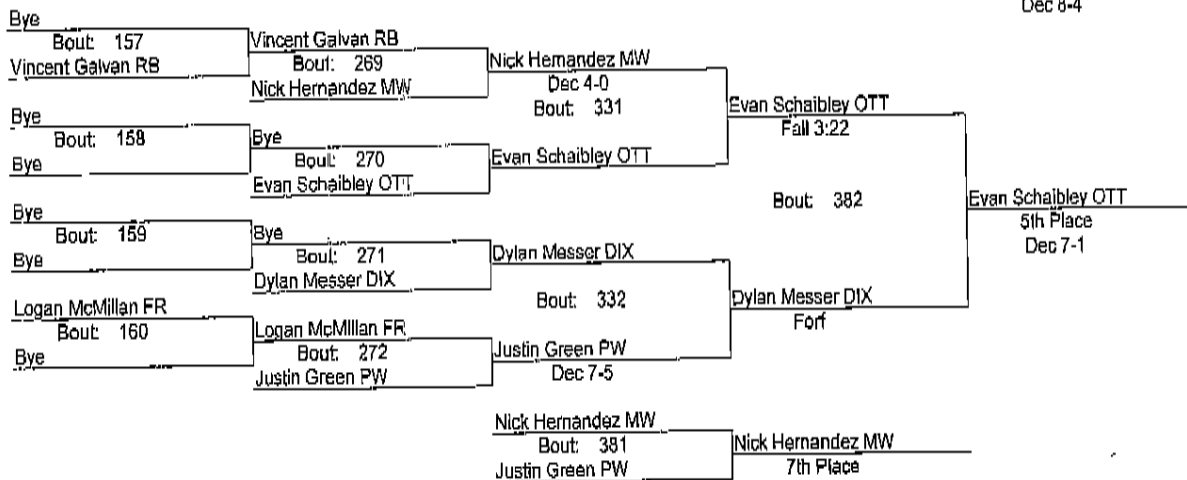 Dec 8-4
Bye
Bout: 157
Vincent Galvan RB
Vincent Galvan RB
Bout: 269
Nick Hernandez MW
Nick Hernandez MW
Dec 4-0
Bout: 331
Bye
Bout: 158
Bye
Bye
Bout: 270
Evan Schaibley OTT
Evan Schaibley OTT
Evan Schaibley OTT
Fall 3:22
Bout: 382
Evan Schaibley OTT
5th Place
Dec 7-1
Bye
Bout: 159
Bye
Bye
Bout: 271
Dylan Messer DIX
Dylan Messer DIX
Bout: 332
Dylan Messer DIX
Forf
Logan McMillan FR
Bout: 160
Bye
Logan McMillan FR
Bout: 272
Justin Green PW
Justin Green PW
Dec 7-5
Nick Hernandez MW
Bout: 381
Justin Green PW
Nick Hernandez MW
7th Place